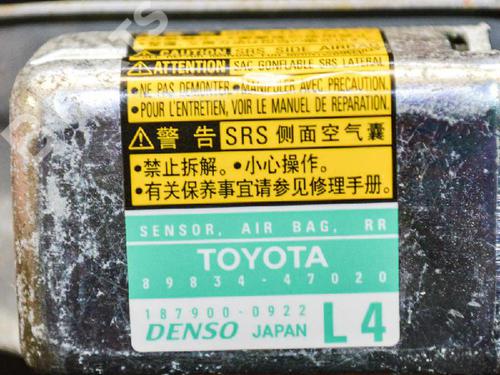 CAUTION SRS SIDE AIRBAG
ATTENTION SAC GONFLABLE SRS LATERAL
•NE PAS DEMONTER •MANIPULER AVEC PRECAUTION.
•POUR L'ENTRETIEN, VOIR LE MANUEL DE REPARATION.
警告 SRS 侧面空气囊
•禁止拆解。•小心操作。
•有关保养事宜请参见修理手册。
SENSOR, AIR BAG, RR
TOYOTA
89834-47020
187900-0922
DENSO JAPAN L4